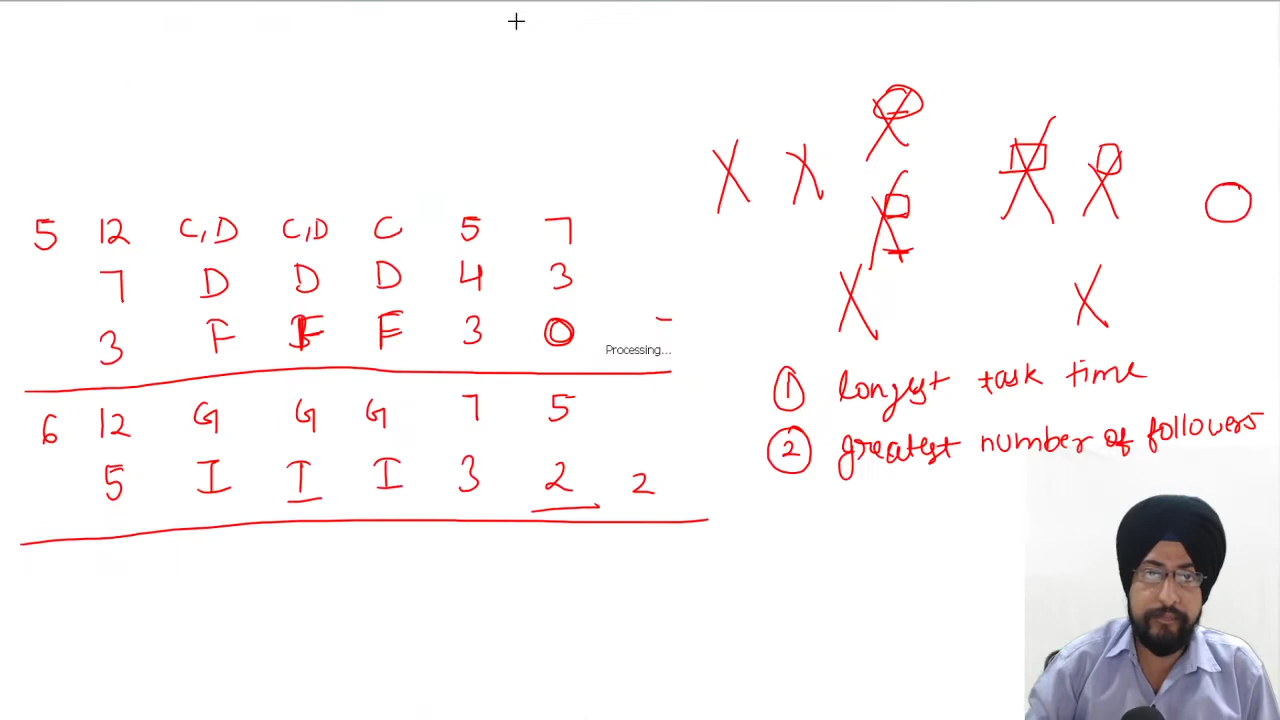 5 12 C,D C,D C 5 7
7 D D D 4 3
3 F F F 3 0 -
Processing...
6 12 G G G 7 5
5 I I I 3 2 2
X X X X X O
X
X X
① longest task time
② greatest number of followers